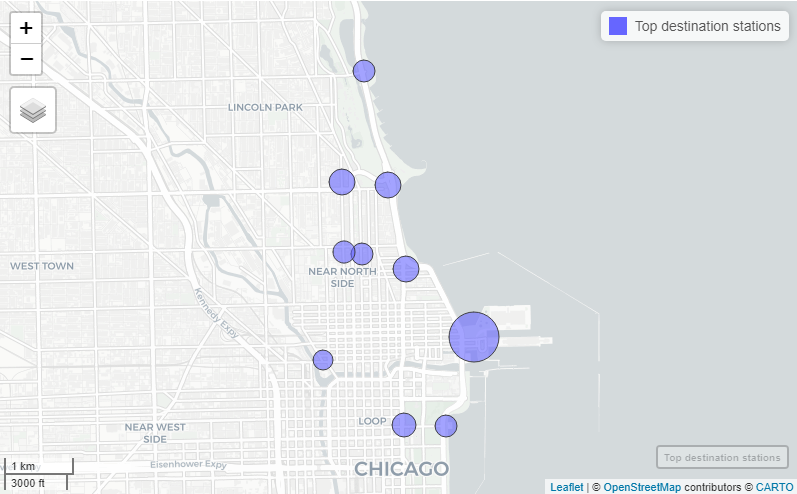 +
Top destination stations
−
LINCOLN PARK
WEST TOWN
NEAR NORTH
SIDE
Kennedy Expy
LOOP
NEAR WEST
SIDE
Eisenhower Expy
CHICAGO
Top destination stations
1 km
3000 ft
Leaflet | © OpenStreetMap contributors © CARTO